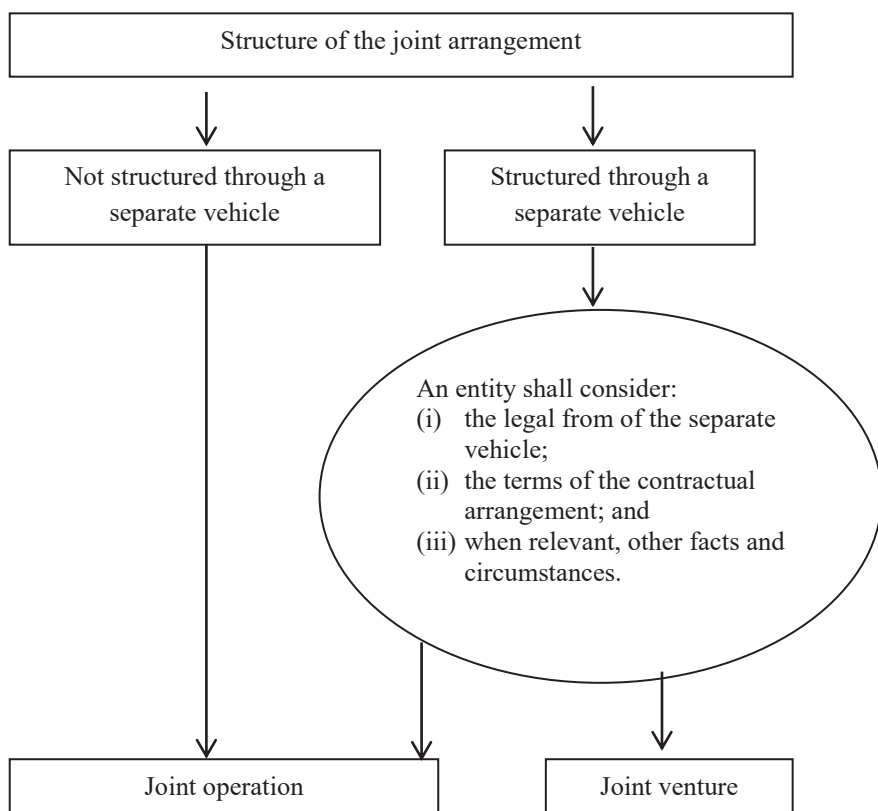 Structure of the joint arrangement
Not structured through a
separate vehicle
Structured through a
separate vehicle
An entity shall consider:
(i) the legal from of the separate
vehicle;
(ii) the terms of the contractual
arrangement; and
(iii) when relevant, other facts and
circumstances.
Joint operation
Joint venture